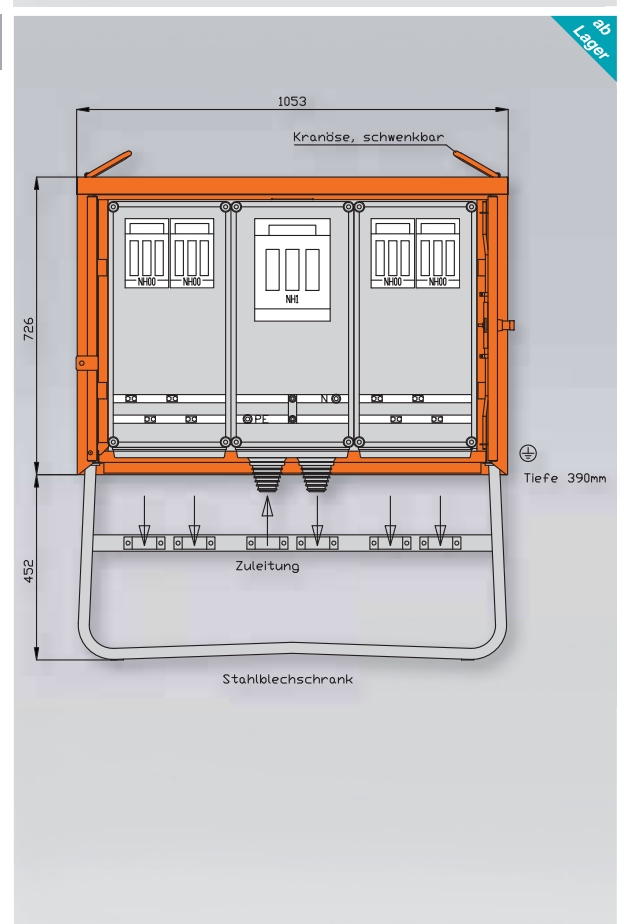 ab
Lager
1053
Kranöse, schwenkbar
726
NH00
NH00
NH1
NH00
NH00
N
PE
Tiefe 390mm
452
Zuleitung
Stahlblechschrank